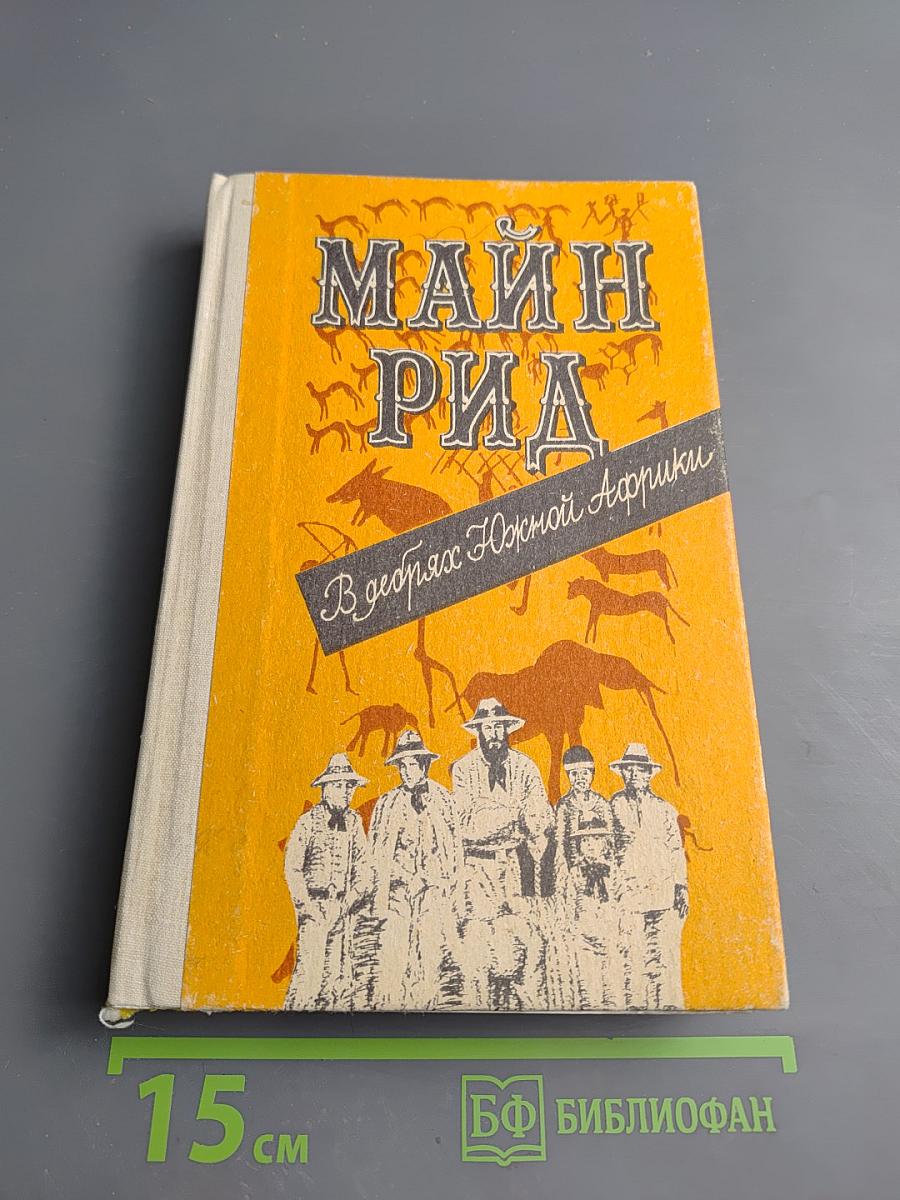 МАЙН
РИД
В дебрях Южной Африки
15 см
БФ БИБЛИОФАН